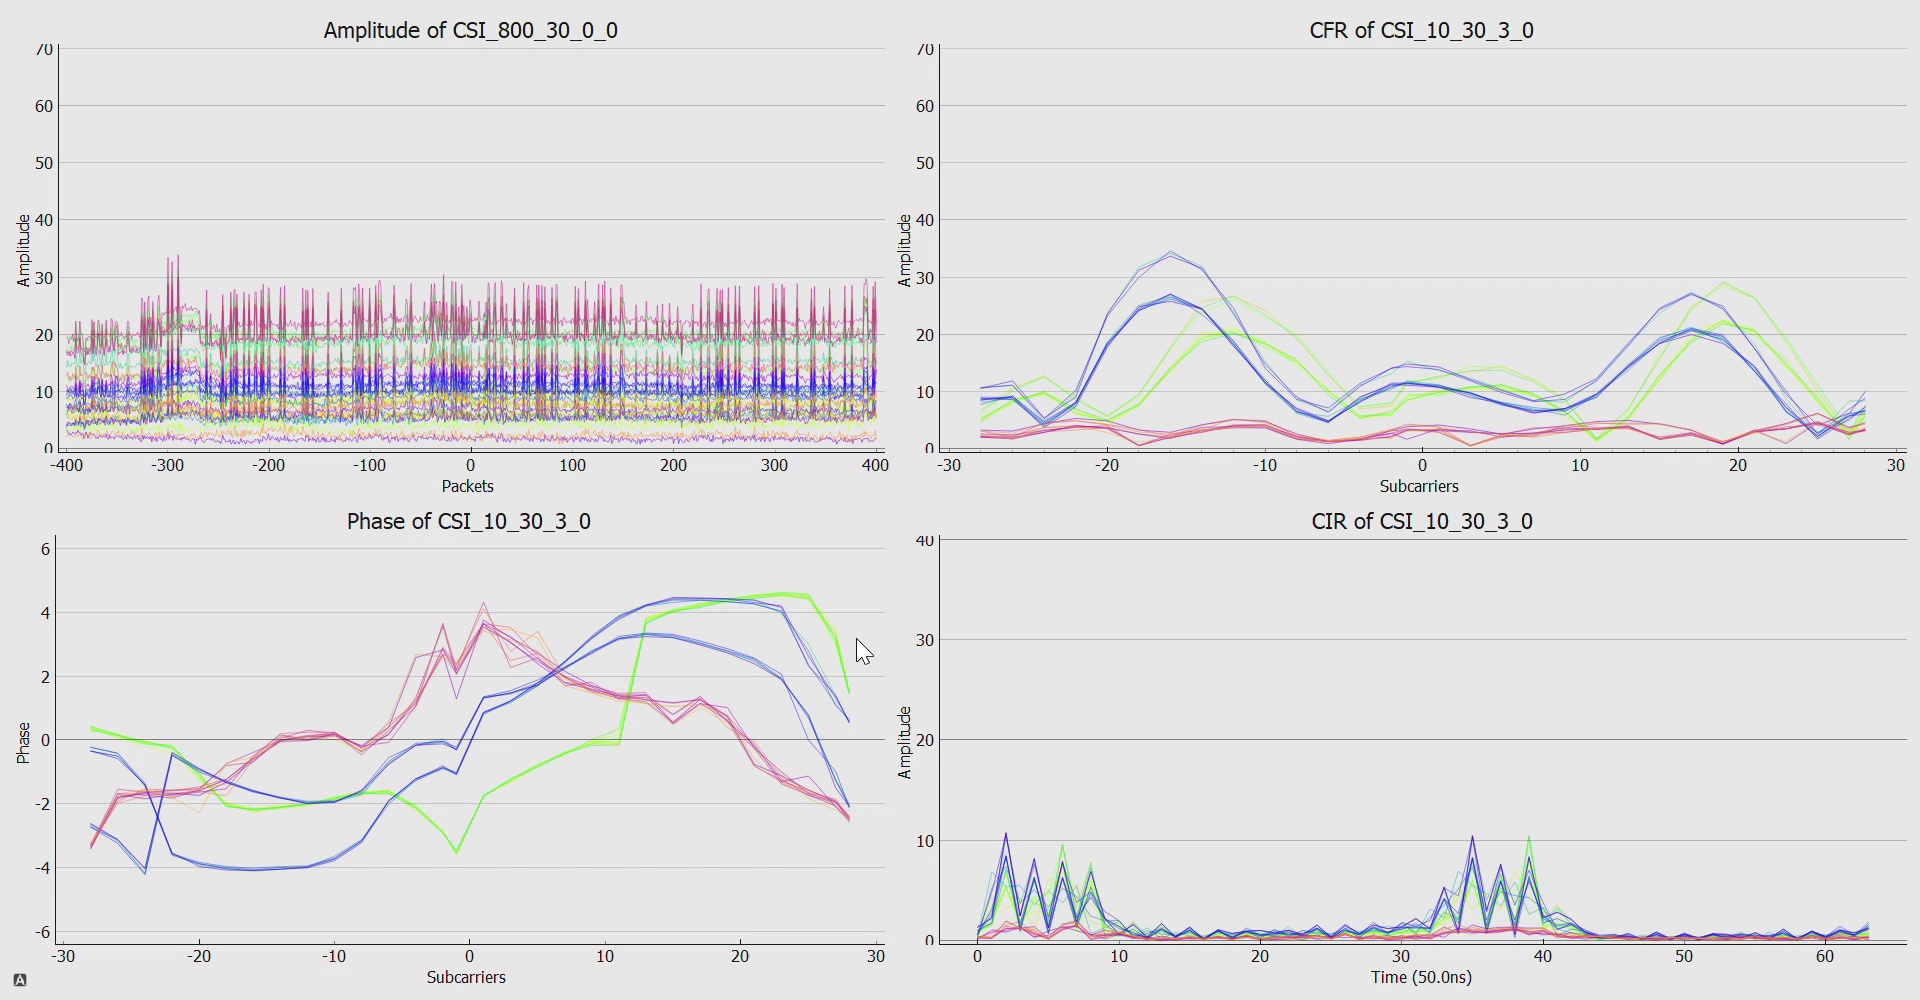 Amplitude of CSI_800_30_0_0
70
60
50
40
30
20
10
0
Amplitude
-400 -300 -200 -100 0 100 200 300 400
Packets
CFR of CSI_10_30_3_0
70
60
50
40
30
20
10
0
Amplitude
-30 -20 -10 0 10 20 30
Subcarriers
Phase of CSI_10_30_3_0
6
4
2
0
-2
-4
-6
Phase
-30 -20 -10 0 10 20 30
Subcarriers
A
CIR of CSI_10_30_3_0
40
30
20
10
0
Amplitude
0 10 20 30 40 50 60
Time (50.0ns)